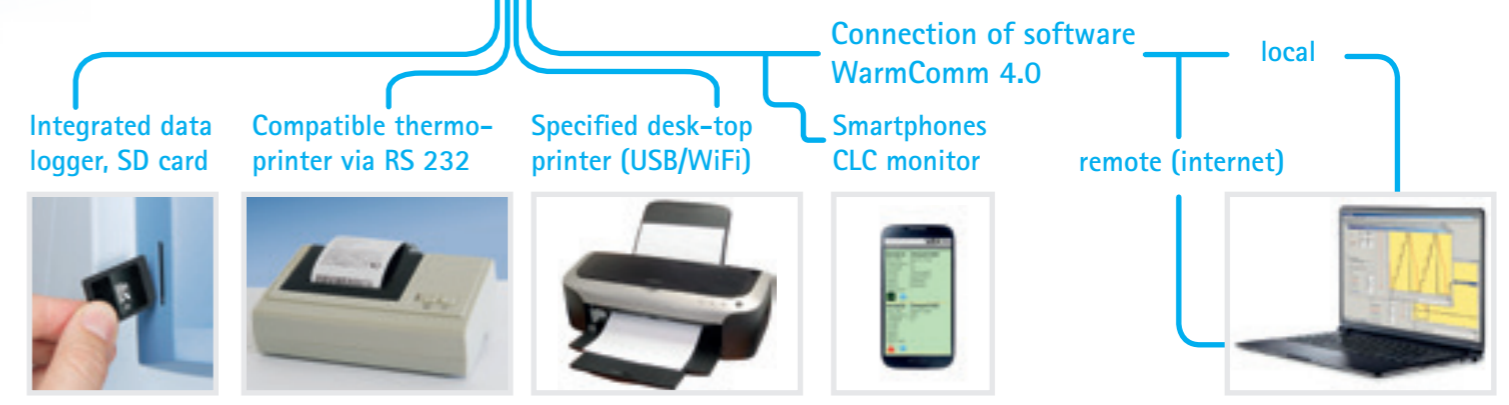 Connection of software
WarmComm 4.0
local
Integrated data
logger, SD card
Compatible thermo-
printer via RS 232
Specified desk-top
printer (USB/WiFi)
Smartphones
CLC monitor
remote (internet)